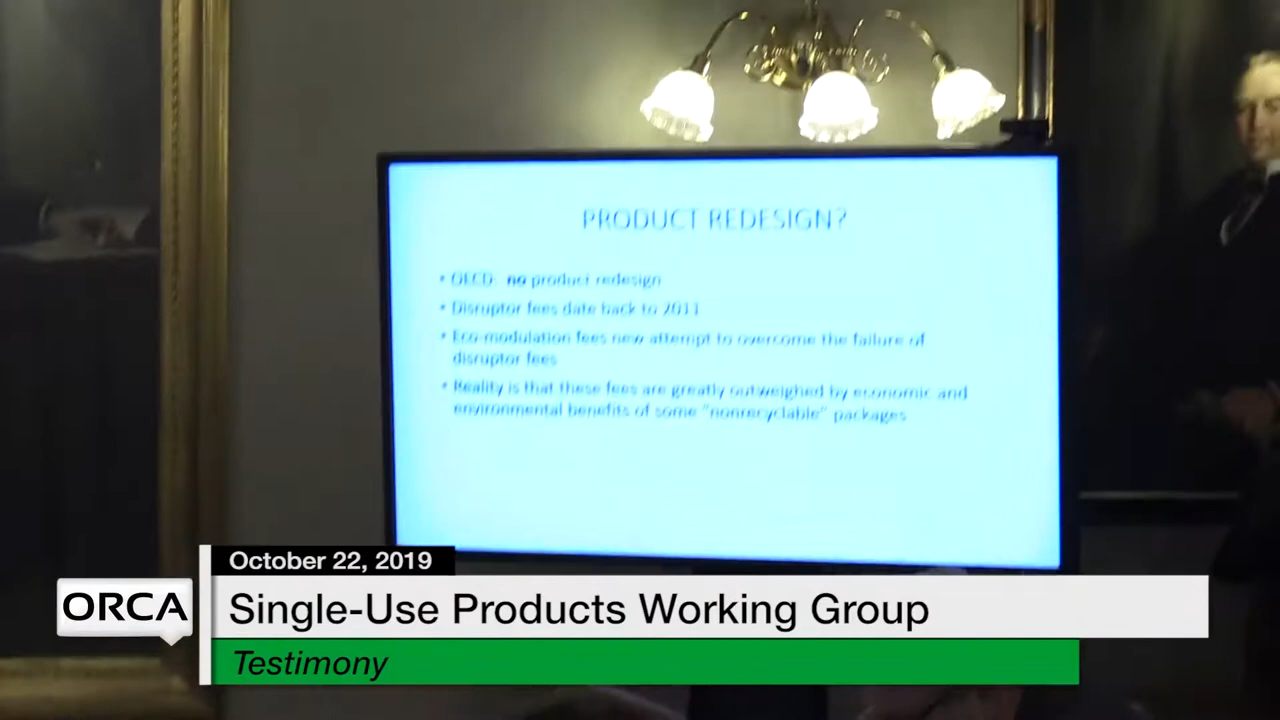 PRODUCT REDESIGN?
• OECD: no product redesign
• Disruptor fees date back to 2011
• Eco-modulation fees new attempt to overcome the failure of
disruptor fees
• Reality is that these fees are greatly outweighed by economic and
environmental benefits of some "nonrecyclable" packages
October 22, 2019
ORCA
Single-Use Products Working Group
Testimony